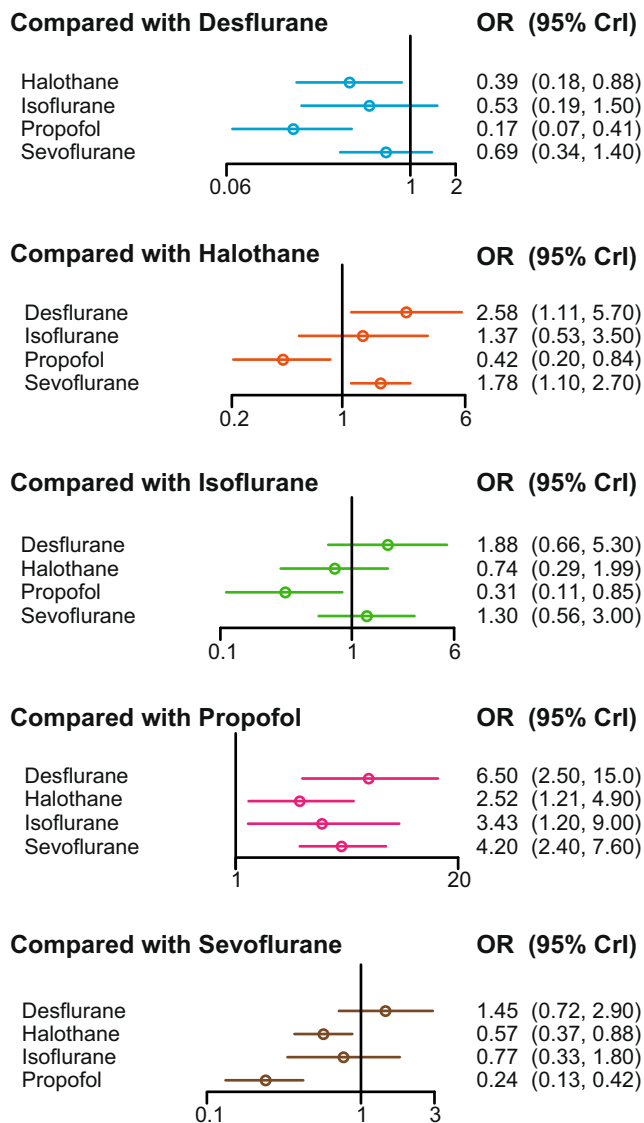 Compared with Desflurane OR (95% CrI)
Halothane 0.39 (0.18, 0.88)
Isoflurane 0.53 (0.19, 1.50)
Propofol 0.17 (0.07, 0.41)
Sevoflurane 0.69 (0.34, 1.40)
0.06 1 2
Compared with Halothane OR (95% CrI)
Desflurane 2.58 (1.11, 5.70)
Isoflurane 1.37 (0.53, 3.50)
Propofol 0.42 (0.20, 0.84)
Sevoflurane 1.78 (1.10, 2.70)
0.2 1 6
Compared with Isoflurane OR (95% CrI)
Desflurane 1.88 (0.66, 5.30)
Halothane 0.74 (0.29, 1.99)
Propofol 0.31 (0.11, 0.85)
Sevoflurane 1.30 (0.56, 3.00)
0.1 1 6
Compared with Propofol OR (95% CrI)
Desflurane 6.50 (2.50, 15.0)
Halothane 2.52 (1.21, 4.90)
Isoflurane 3.43 (1.20, 9.00)
Sevoflurane 4.20 (2.40, 7.60)
1 20
Compared with Sevoflurane OR (95% CrI)
Desflurane 1.45 (0.72, 2.90)
Halothane 0.57 (0.37, 0.88)
Isoflurane 0.77 (0.33, 1.80)
Propofol 0.24 (0.13, 0.42)
0.1 1 3